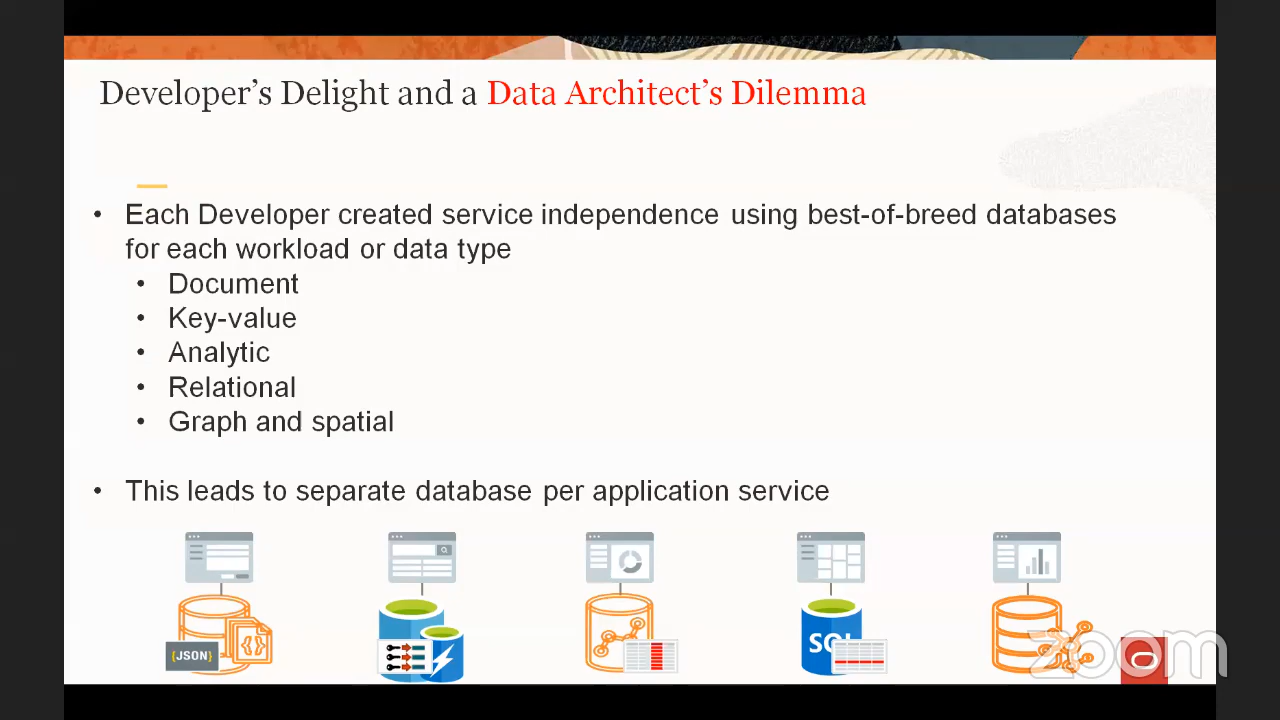 Developer's Delight and a Data Architect's Dilemma
• Each Developer created service independence using best-of-breed databases
for each workload or data type
• Document
• Key-value
• Analytic
• Relational
• Graph and spatial
• This leads to separate database per application service
{JSON}
SQL
zoom